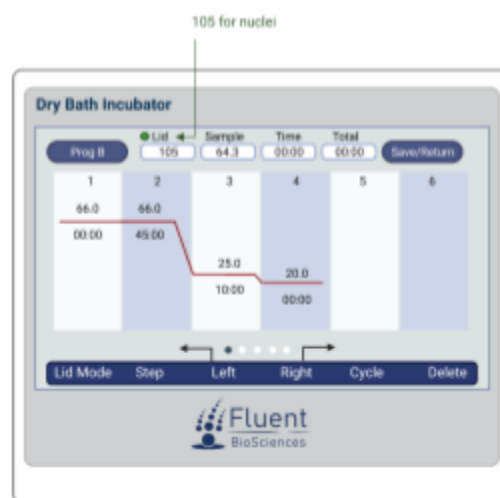 105 for nuclei
Dry Bath Incubator
Lid Sample Time Total
Prog B 105 64.3 00:00 00:00 Save/Return
1 2 3 4 5 6
66.0 66.0
00:00 45:00
25.0 20.0
10:00 00:00
Lid Mode Step Left Right Cycle Delete
Fluent
BioSciences